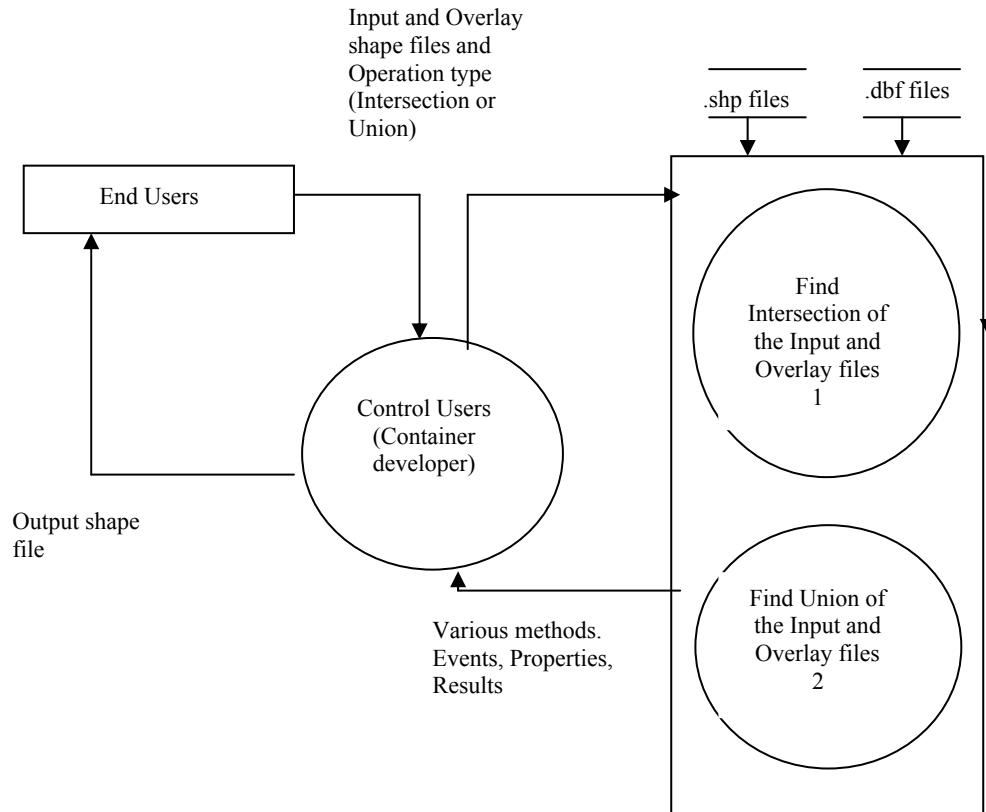 Input and Overlay
shape files and
Operation type
(Intersection or
Union)
.shp files
.dbf files
End Users
Find
Intersection of
the Input and
Overlay files
1
Control Users
(Container
developer)
Output shape
file
Various methods.
Events, Properties,
Results
Find Union of
the Input and
Overlay files
2